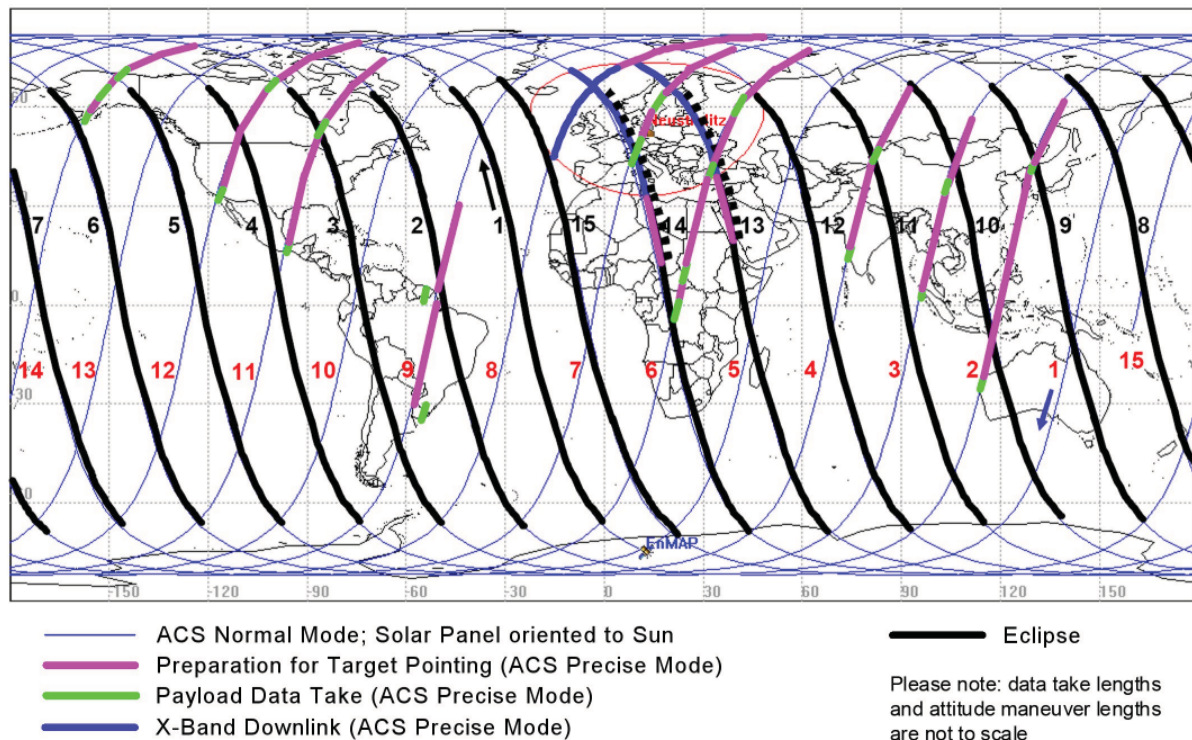 7 6 5 4 3 2 1 15 14 13 12 11 10 9 8
14 13 12 11 10 9 8 7 6 5 4 3 2 1 15
30
EnMAP
-150 -120 -90 -60 -30 0 30 60 90 120 150
ACS Normal Mode; Solar Panel oriented to Sun
Preparation for Target Pointing (ACS Precise Mode)
Payload Data Take (ACS Precise Mode)
X-Band Downlink (ACS Precise Mode)
Eclipse
Please note: data take lengths
and attitude maneuver lengths
are not to scale